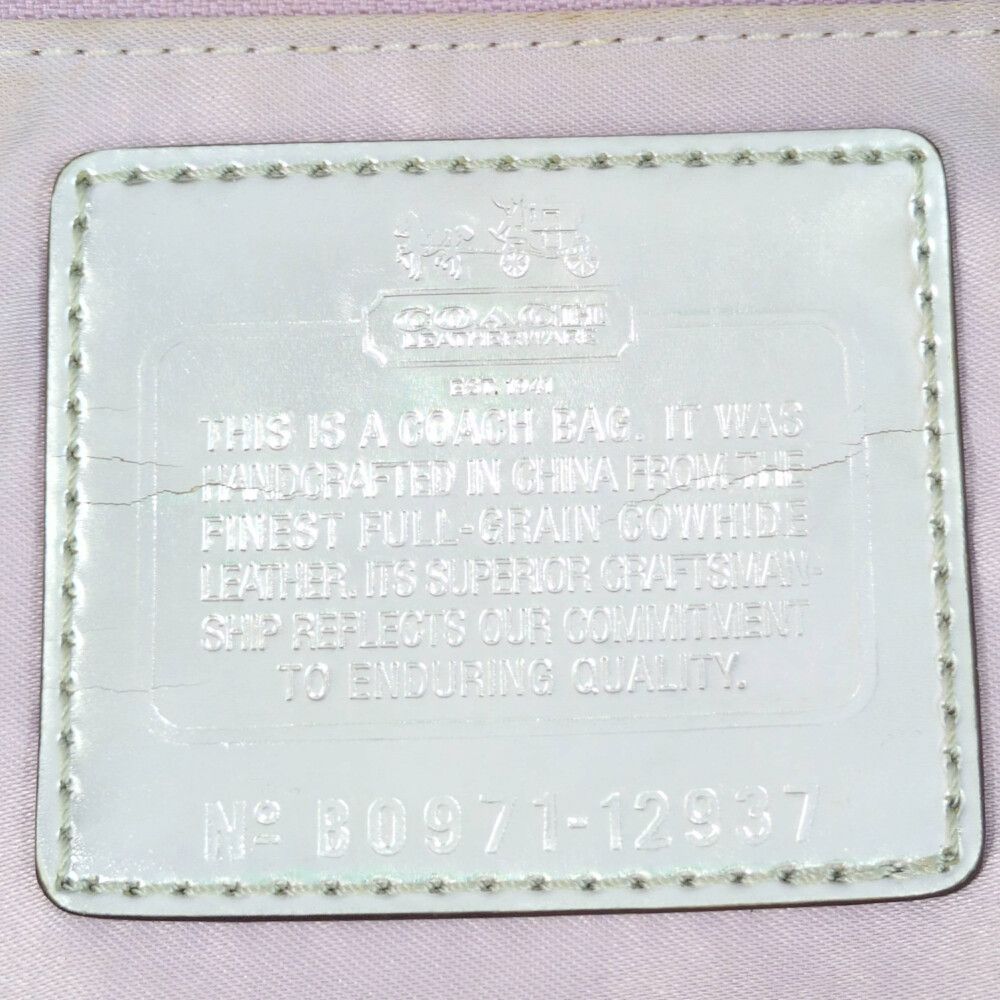 COACH
LEATHERWARE
EST. 1941
THIS IS A COACH BAG. IT WAS
HANDCRAFTED IN CHINA FROM THE
FINEST FULL-GRAIN COWHIDE
LEATHER. ITS SUPERIOR CRAFTSMAN-
SHIP REFLECTS OUR COMMITMENT
TO ENDURING QUALITY.
Nº B0971-12937